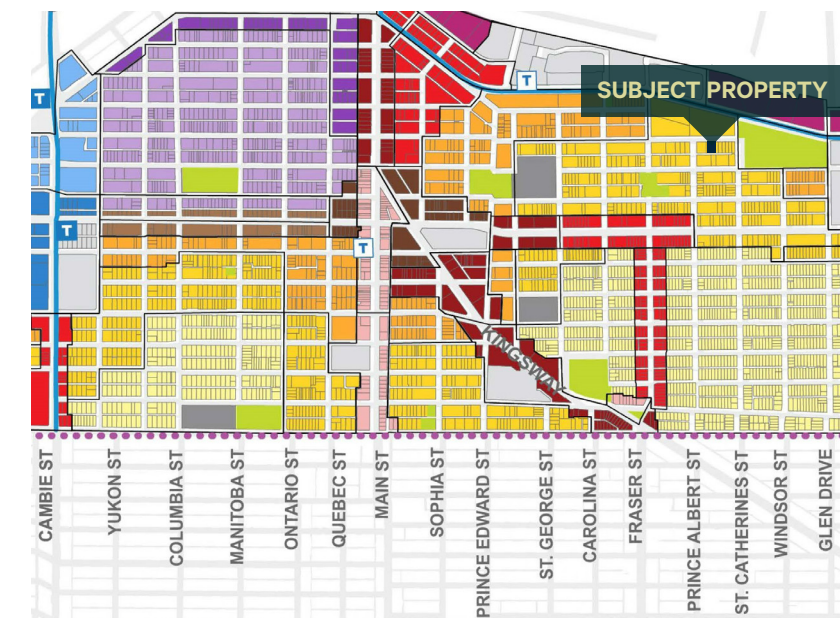 T
SUBJECT PROPERTY
T
T
T
KINGSWAY
CAMBIE ST
YUKON ST
COLUMBIA ST
MANITOBA ST
ONTARIO ST
QUEBEC ST
MAIN ST
SOPHIA ST
PRINCE EDWARD ST
ST. GEORGE ST
CAROLINA ST
FRASER ST
PRINCE ALBERT ST
ST. CATHERINES ST
WINDSOR ST
GLEN DRIVE